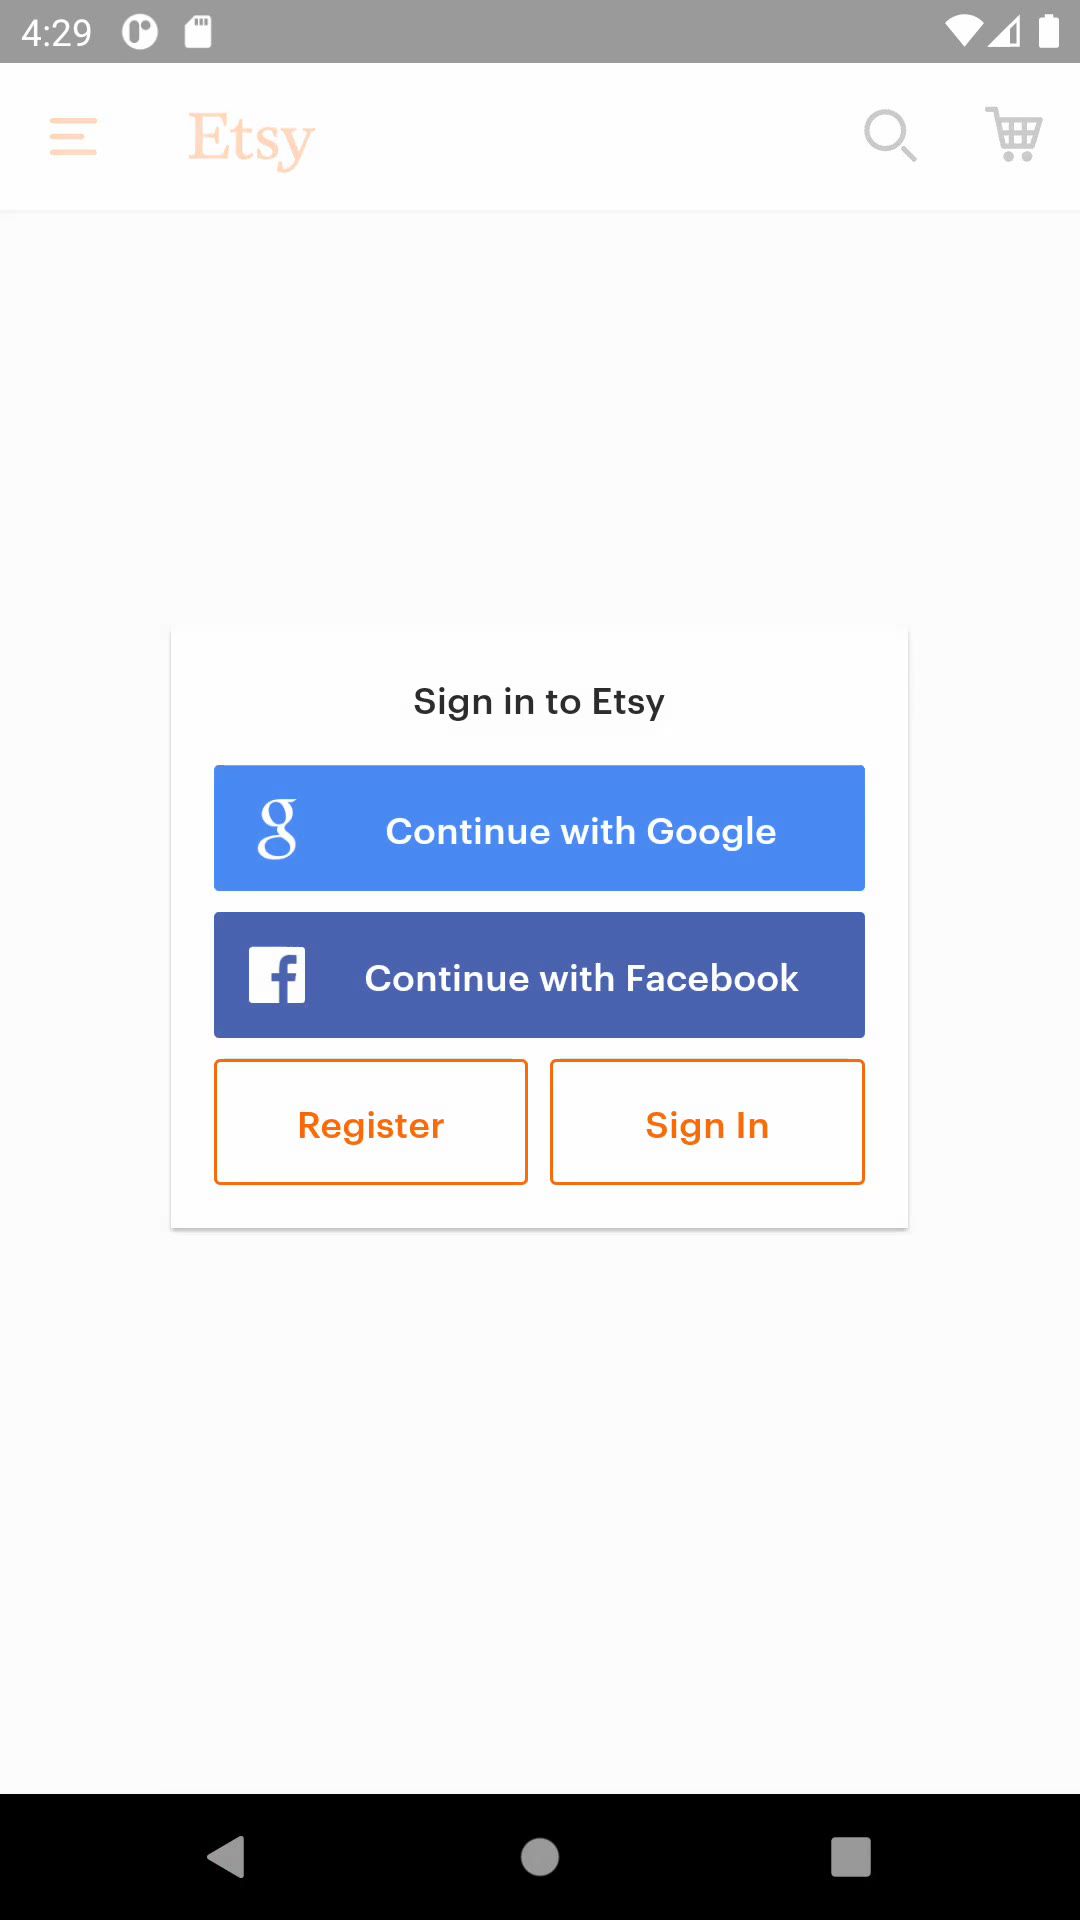 4:29
Etsy
Sign in to Etsy
Continue with Google
Continue with Facebook
Register
Sign In